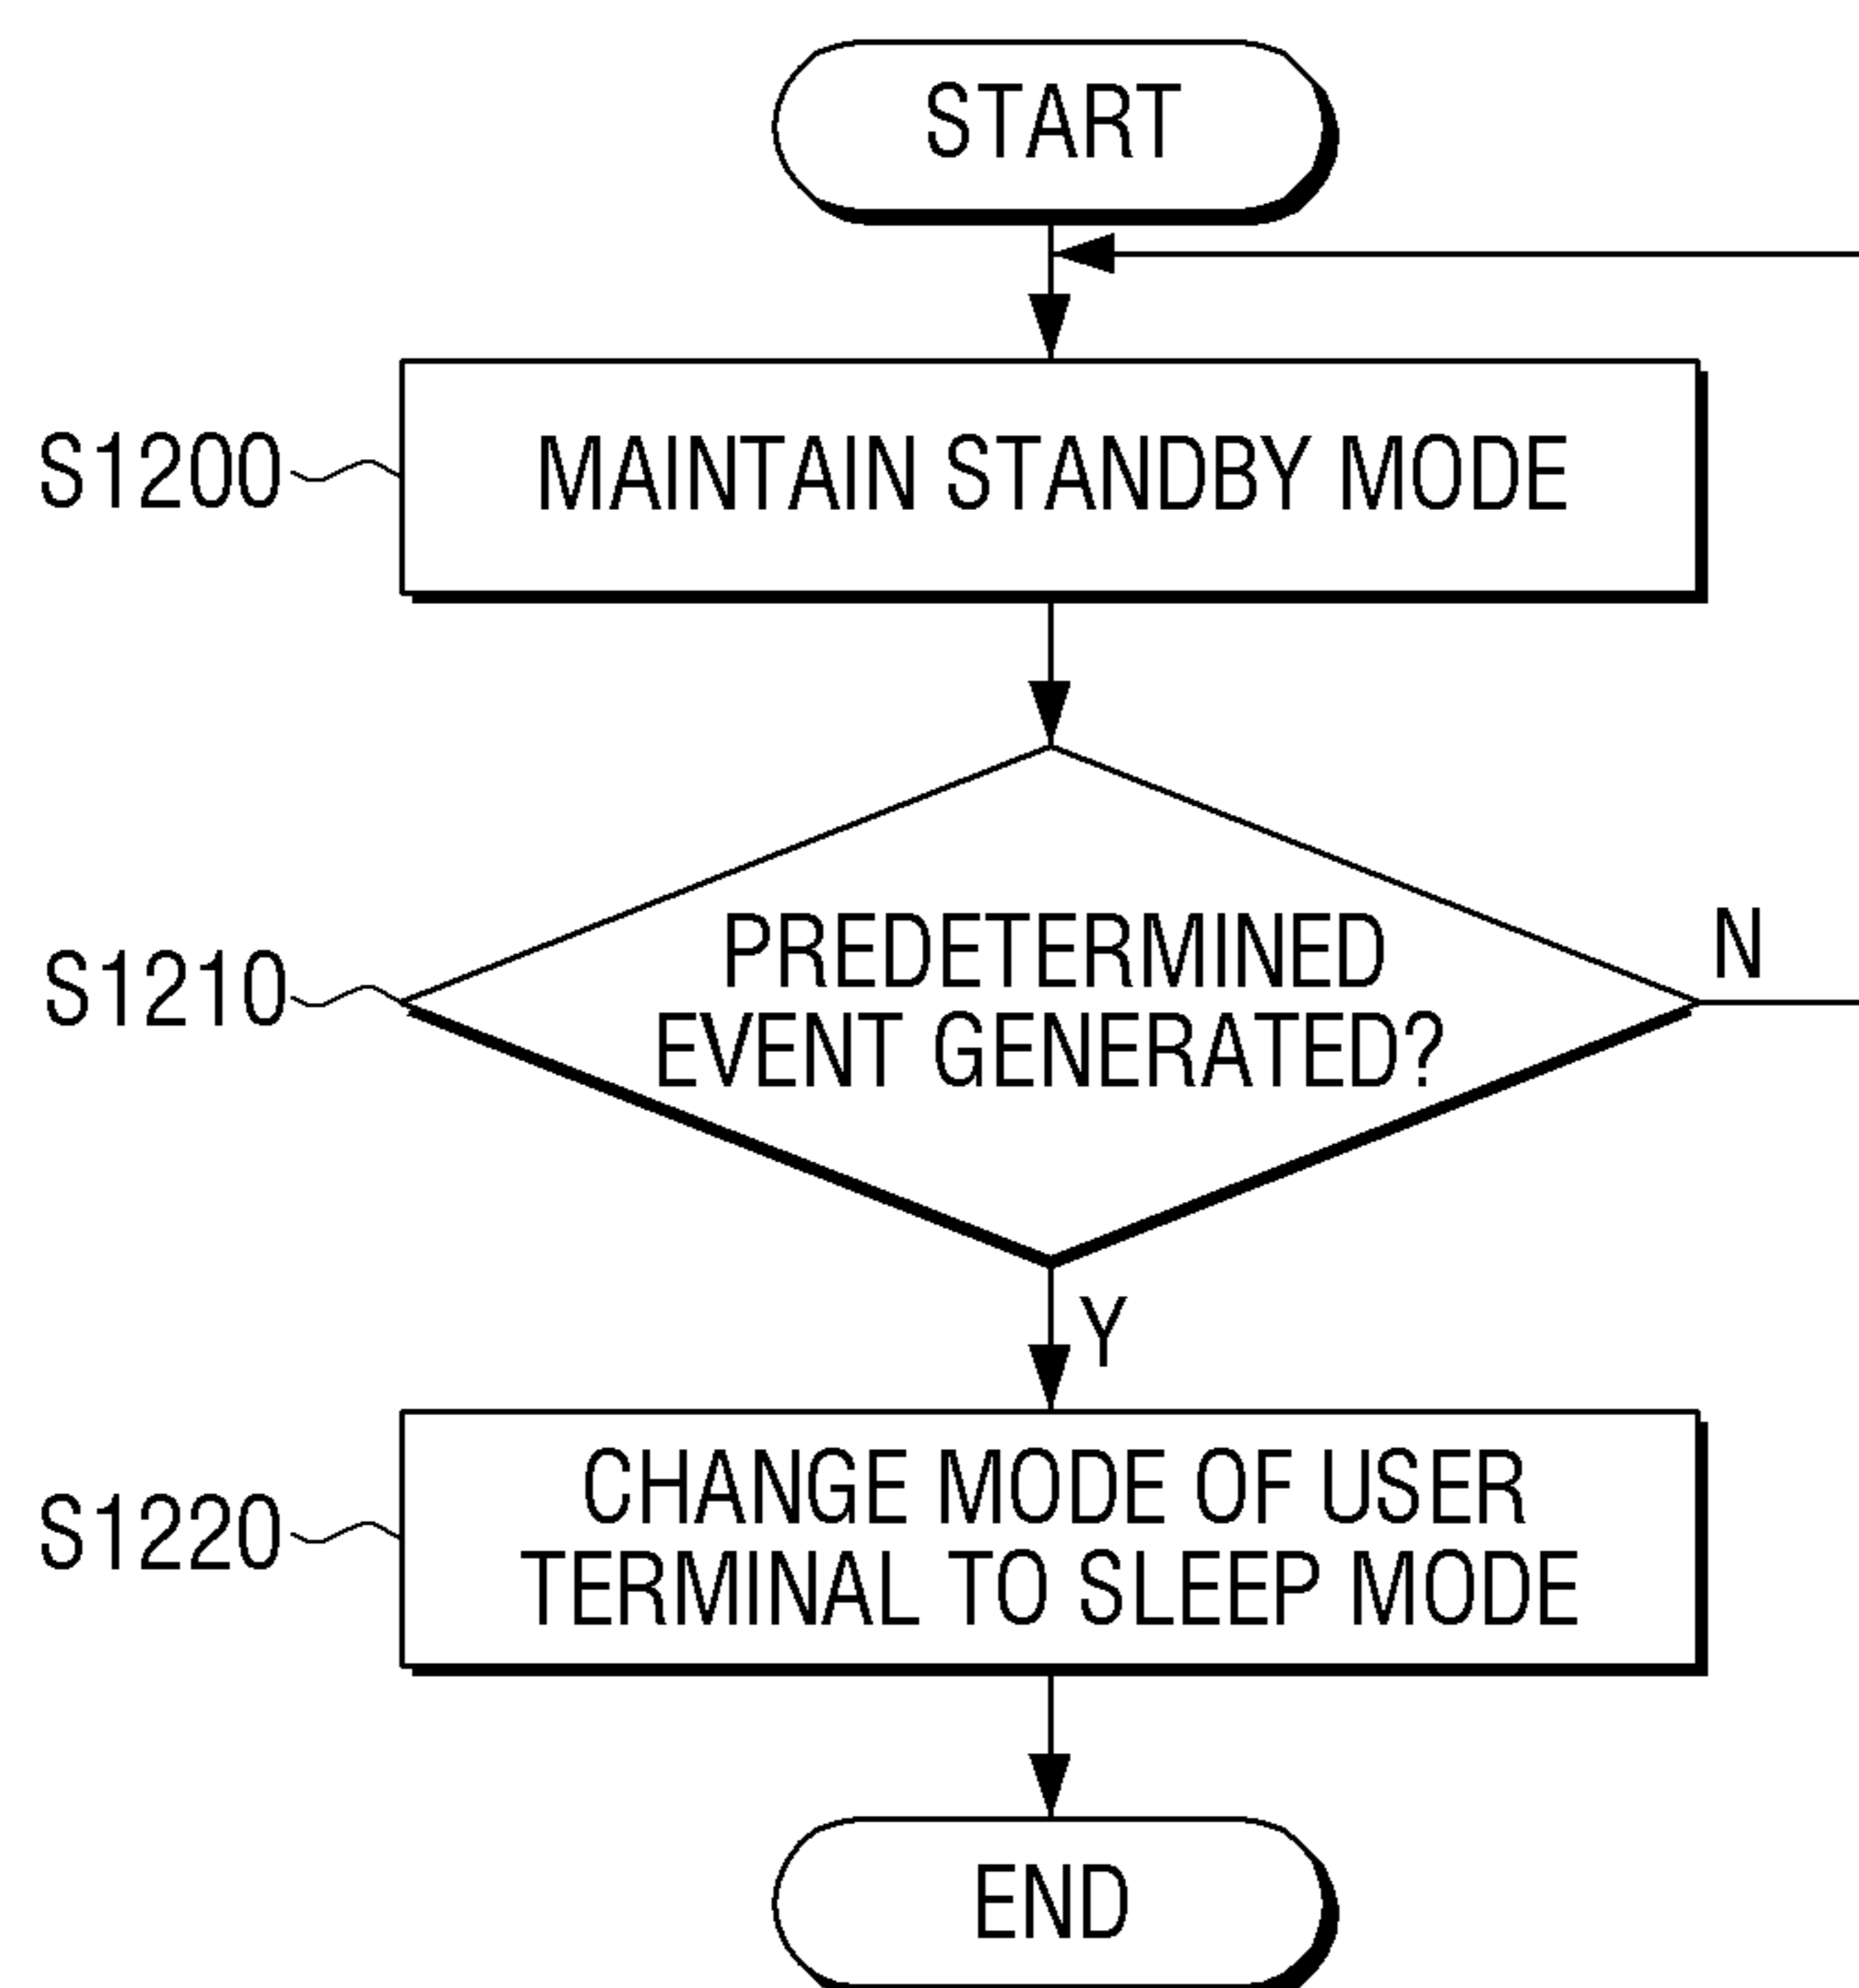 START
S1200
MAINTAIN STANDBY MODE
S1210
PREDETERMINED
EVENT GENERATED?
N
Y
S1220
CHANGE MODE OF USER
TERMINAL TO SLEEP MODE
END